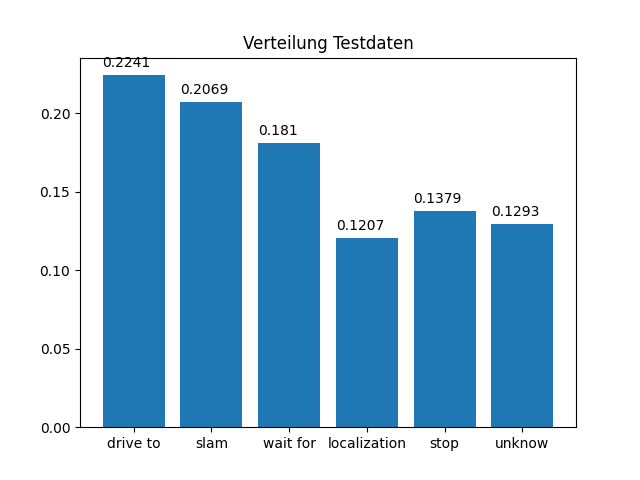 Verteilung Testdaten
0.2241
0.2069
0.181
0.1207
0.1379
0.1293
0.20
0.15
0.10
0.05
0.00
drive to
slam
wait for
localization
stop
unknow